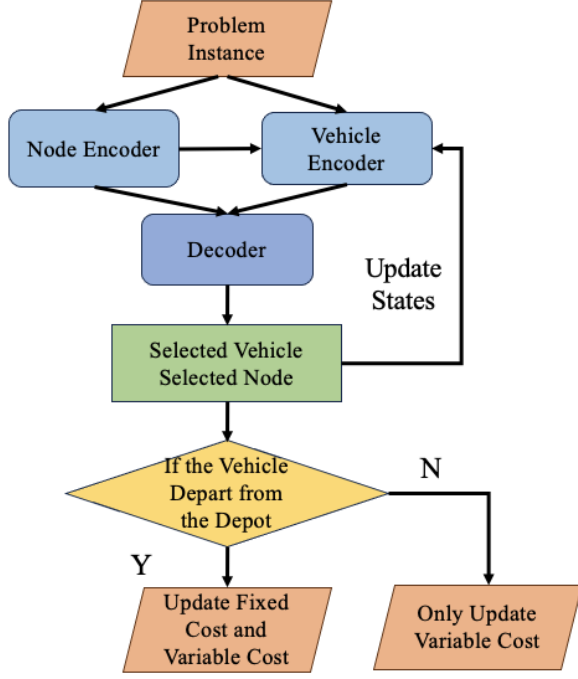 Problem
Instance
Node Encoder
Vehicle
Encoder
Decoder
Update
States
Selected Vehicle
Selected Node
If the Vehicle
Depart from
the Depot
N
Y
Update Fixed
Cost and
Variable Cost
Only Update
Variable Cost